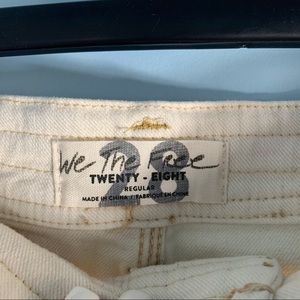 We The Free
28
TWENTY - EIGHT
REGULAR
MADE IN CHINA / FABRIQUÉ EN CHINE